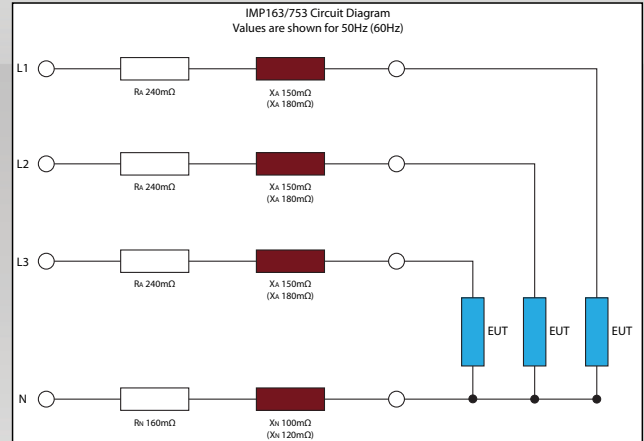 IMP163/753 Circuit Diagram
Values are shown for 50Hz (60Hz)
L1
RA 240mΩ
XA 150mΩ
(XA 180mΩ)
L2
RA 240mΩ
XA 150mΩ
(XA 180mΩ)
L3
RA 240mΩ
XA 150mΩ
(XA 180mΩ)
EUT EUT EUT
N
RN 160mΩ
XN 100mΩ
(XN 120mΩ)